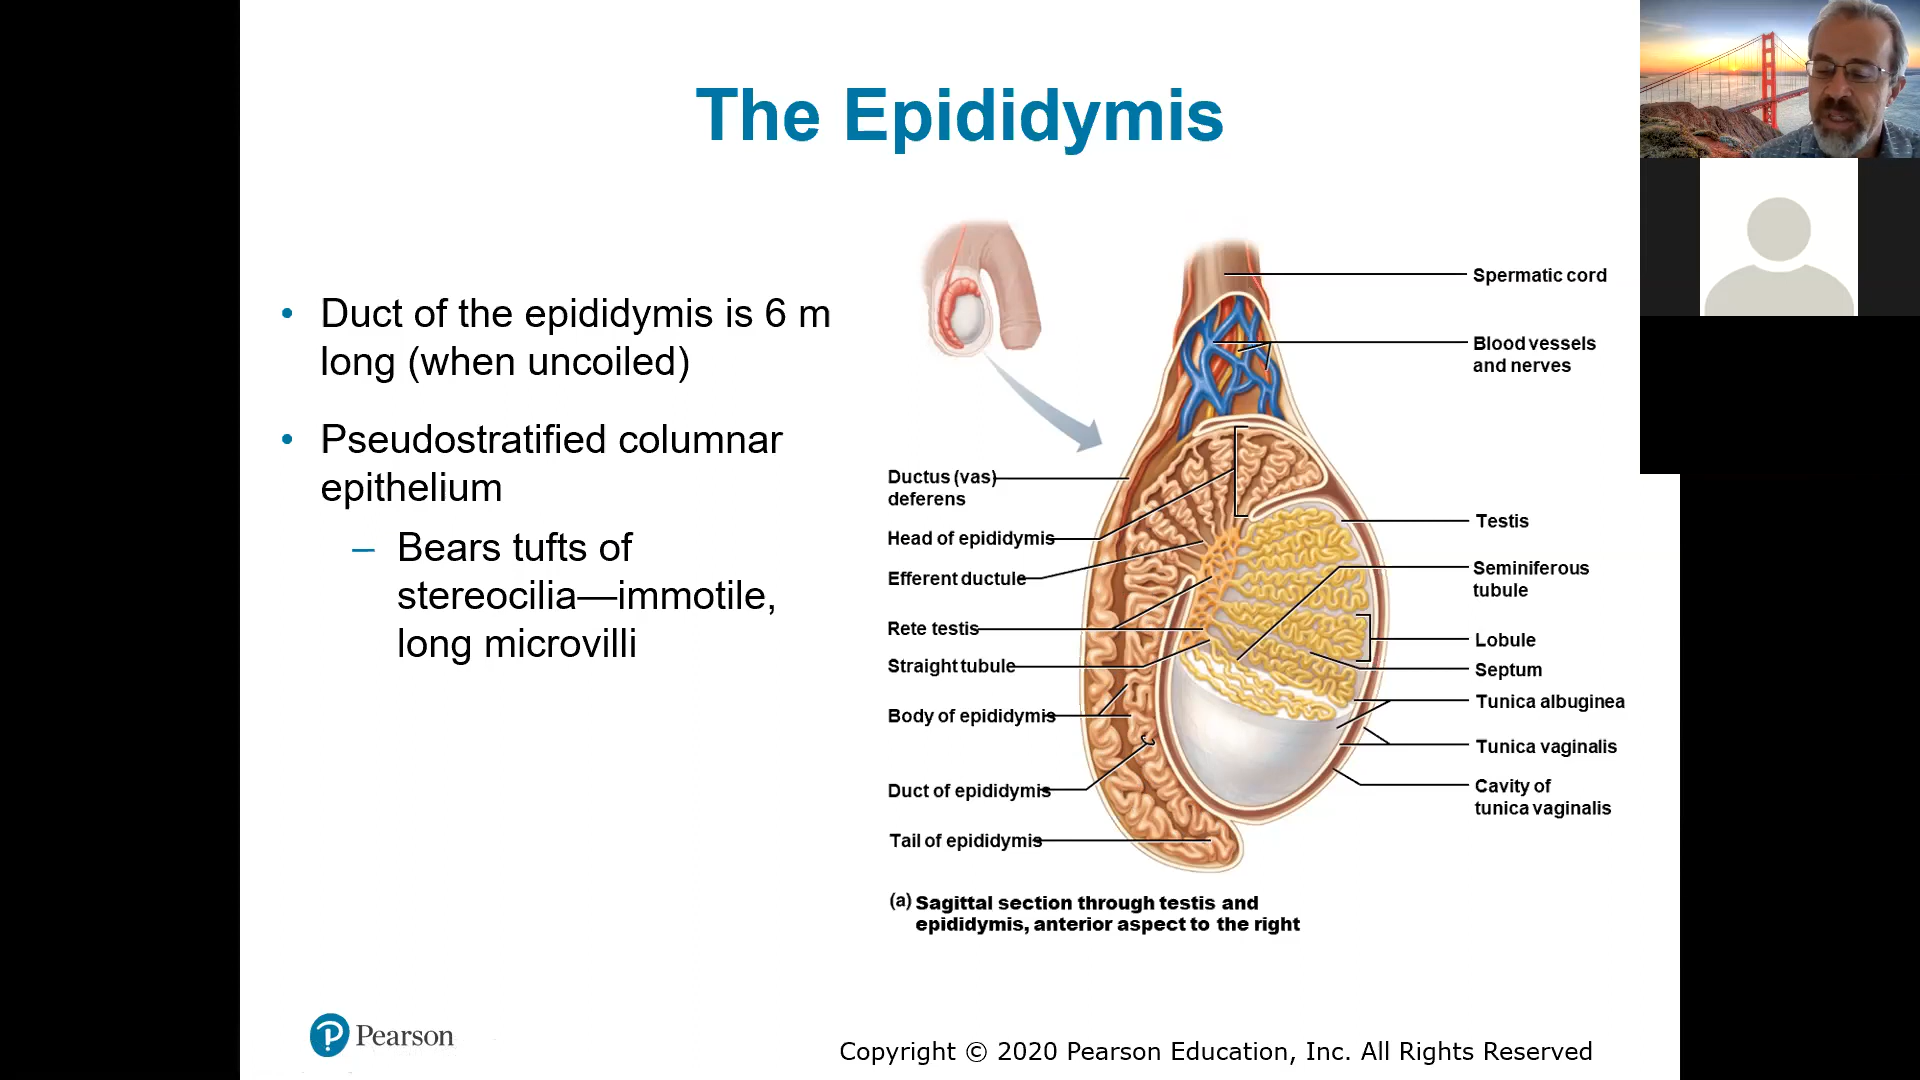 The Epididymis
• Duct of the epididymis is 6 m
long (when uncoiled)
• Pseudostratified columnar
epithelium
– Bears tufts of
stereocilia—immotile,
long microvilli
Ductus (vas)
deferens
Head of epididymis
Efferent ductule
Rete testis
Straight tubule
Body of epididymis
Duct of epididymis
Tail of epididymis
Spermatic cord
Blood vessels
and nerves
Testis
Seminiferous
tubule
Lobule
Septum
Tunica albuginea
Tunica vaginalis
Cavity of
tunica vaginalis
(a) Sagittal section through testis and
epididymis, anterior aspect to the right
Pearson
Copyright © 2020 Pearson Education, Inc. All Rights Reserved